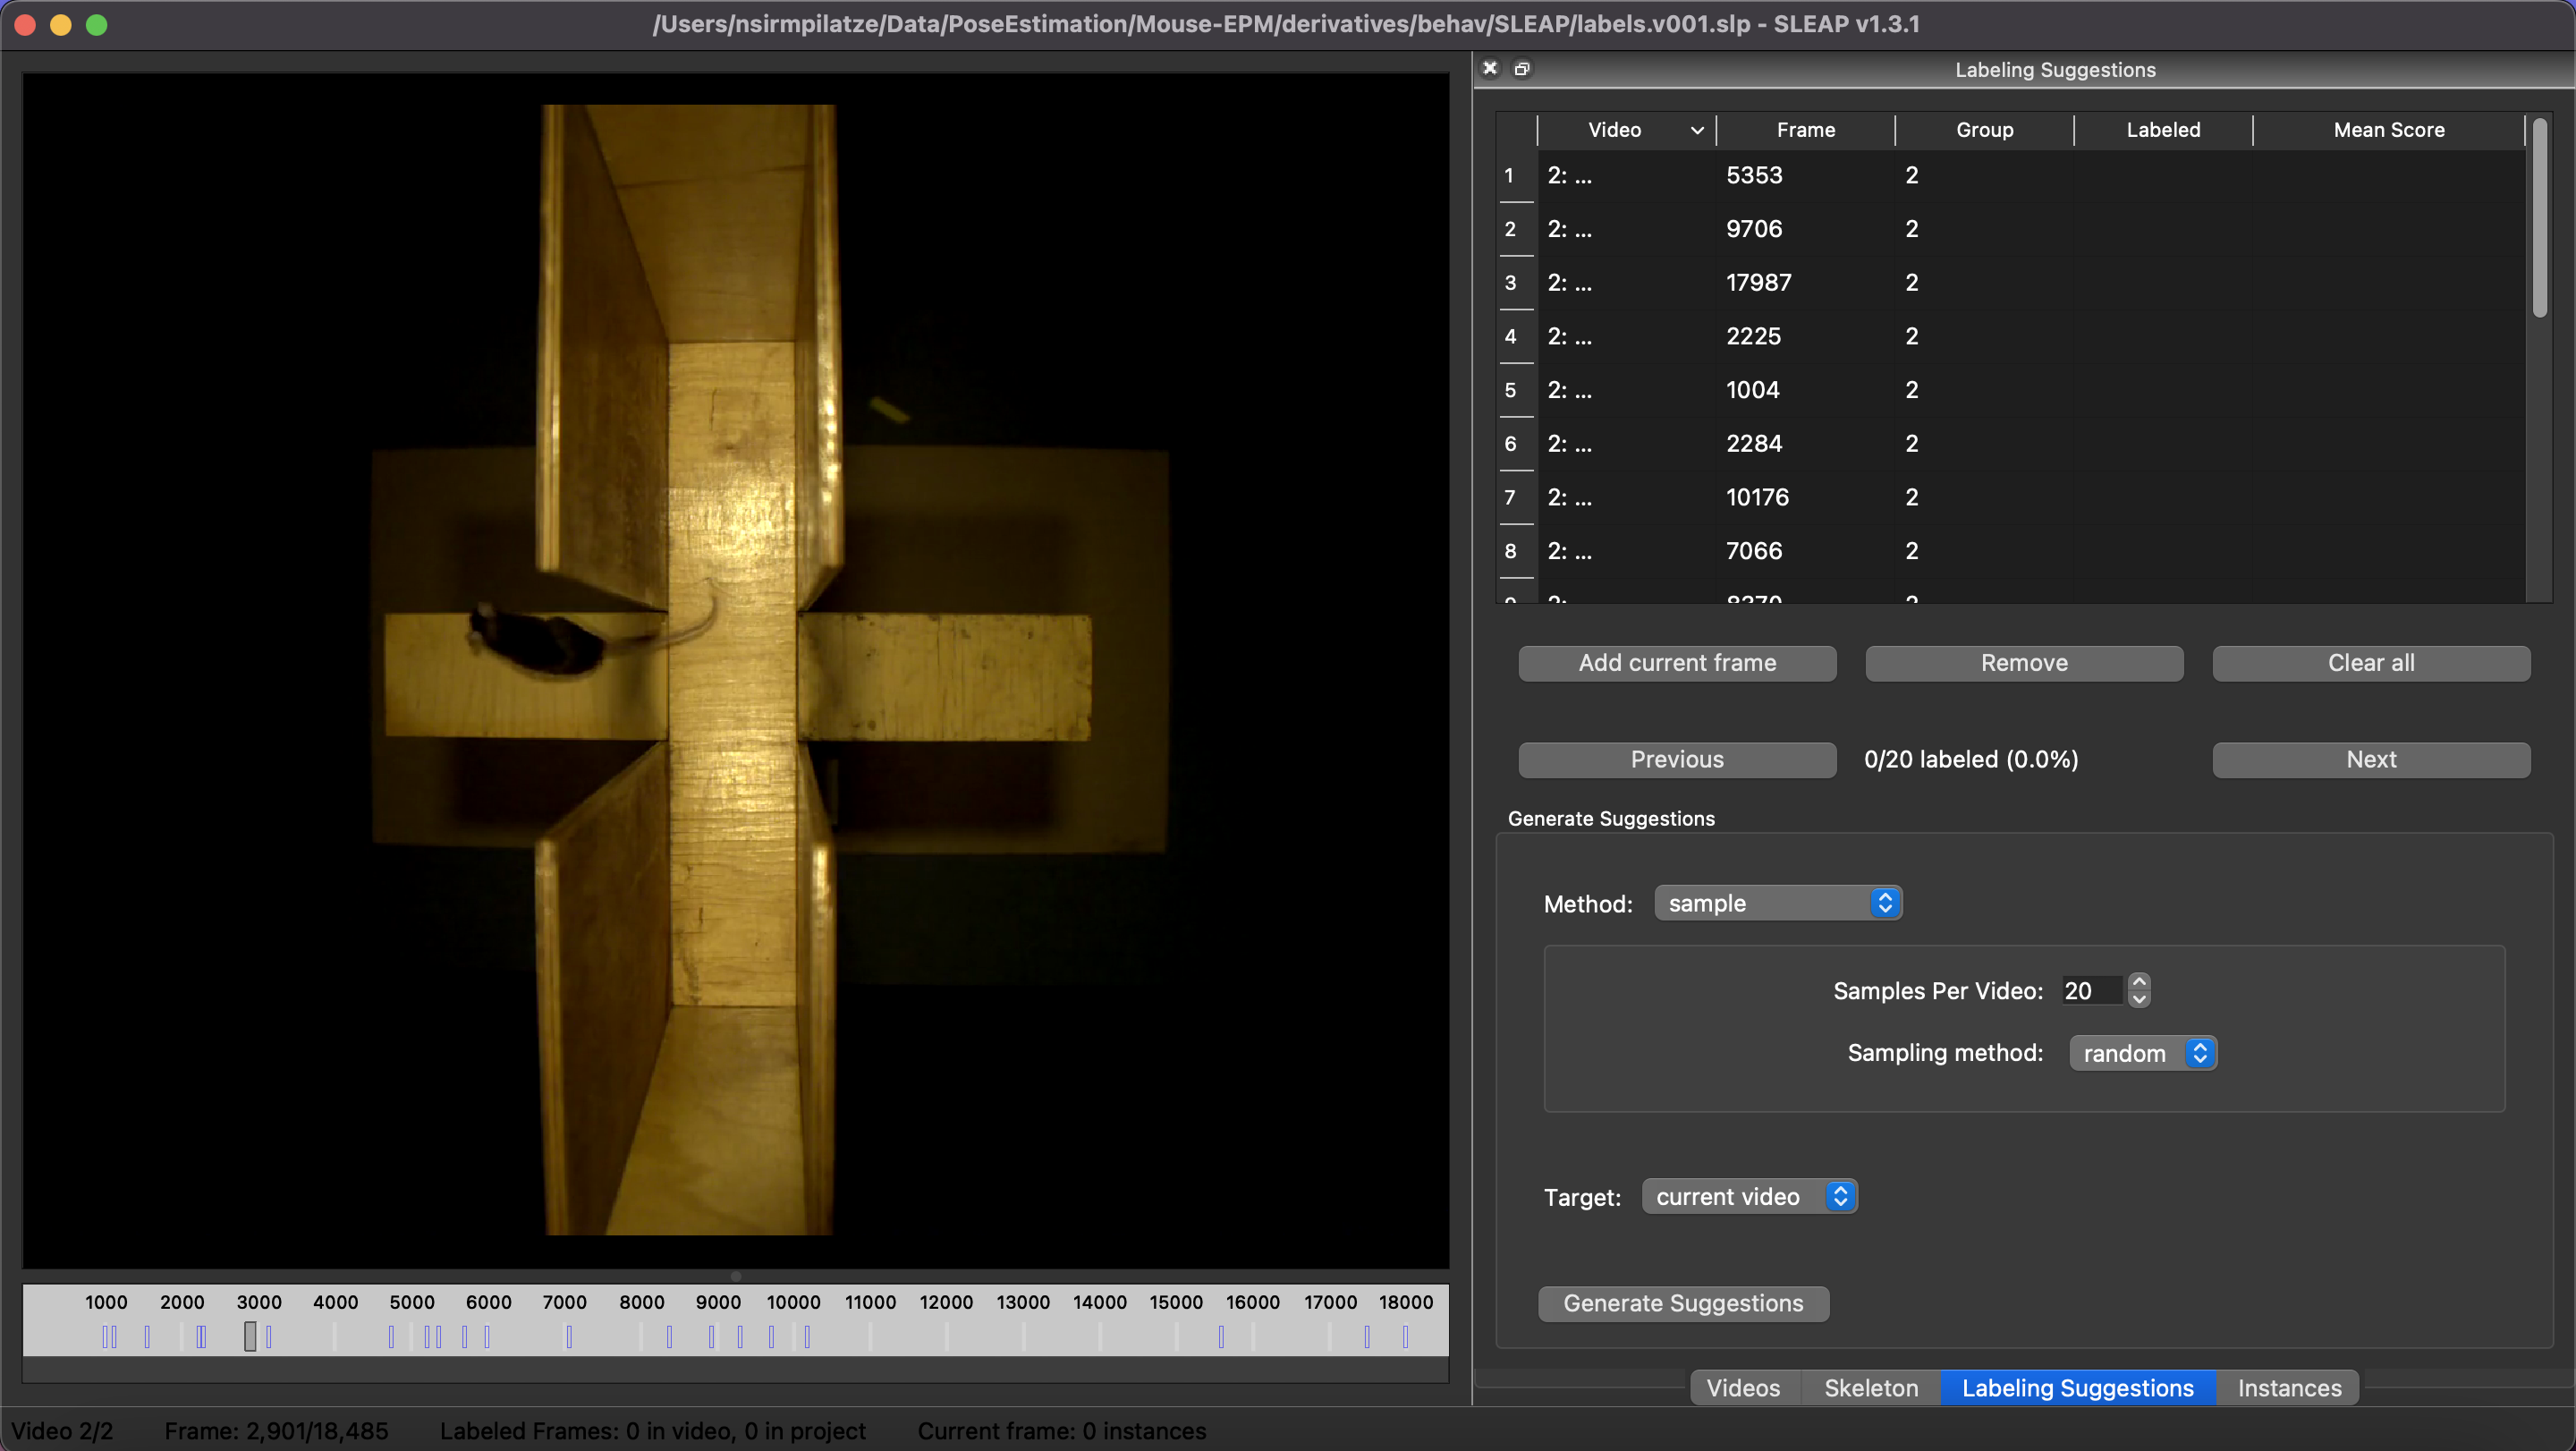 /Users/nsirmpilatze/Data/PoseEstimation/Mouse-EPM/derivatives/behav/SLEAP/labels.v001.slp - SLEAP v1.3.1
Labeling Suggestions
Video Frame Group Labeled Mean Score
1 2: ... 5353 2
2 2: ... 9706 2
3 2: ... 17987 2
4 2: ... 2225 2
5 2: ... 1004 2
6 2: ... 2284 2
7 2: ... 10176 2
8 2: ... 7066 2
Add current frame Remove Clear all
Previous 0/20 labeled (0.0%) Next
Generate Suggestions
Method: sample
Samples Per Video: 20
Sampling method: random
Target: current video
Generate Suggestions
1000 2000 3000 4000 5000 6000 7000 8000 9000 10000 11000 12000 13000 14000 15000 16000 17000 18000
Videos Skeleton Labeling Suggestions Instances
Video 2/2 Frame: 2,901/18,485 Labeled Frames: 0 in video, 0 in project Current frame: 0 instances